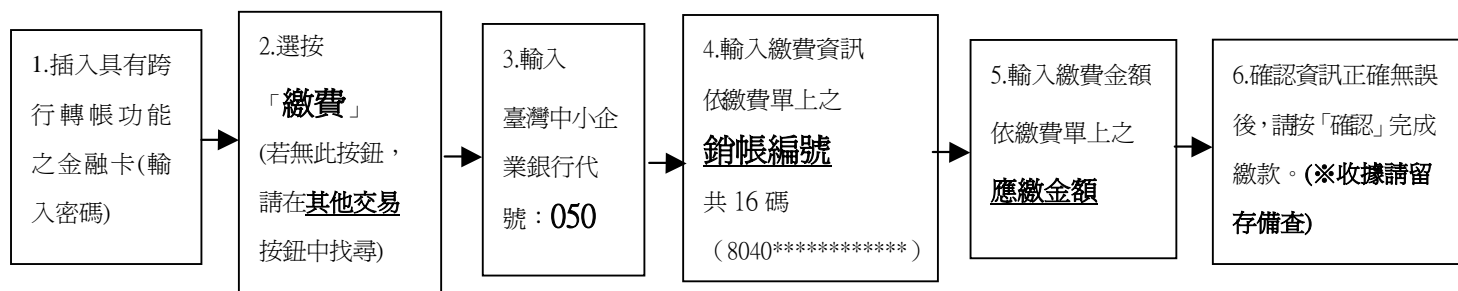 1.插入具有跨
行轉帳功能
之金融卡(輸
入密碼)
2.選按
「繳費」
(若無此按鈕，
請在其他交易
按鈕中找尋)
3.輸入
臺灣中小企
業銀行代
號：050
4.輸入繳費資訊
依繳費單上之
銷帳編號
共 16 碼
（8040************）
5.輸入繳費金額
依繳費單上之
應繳金額
6.確認資訊正確無誤
後，請按「確認」完成
繳款。(※收據請留
存備查)